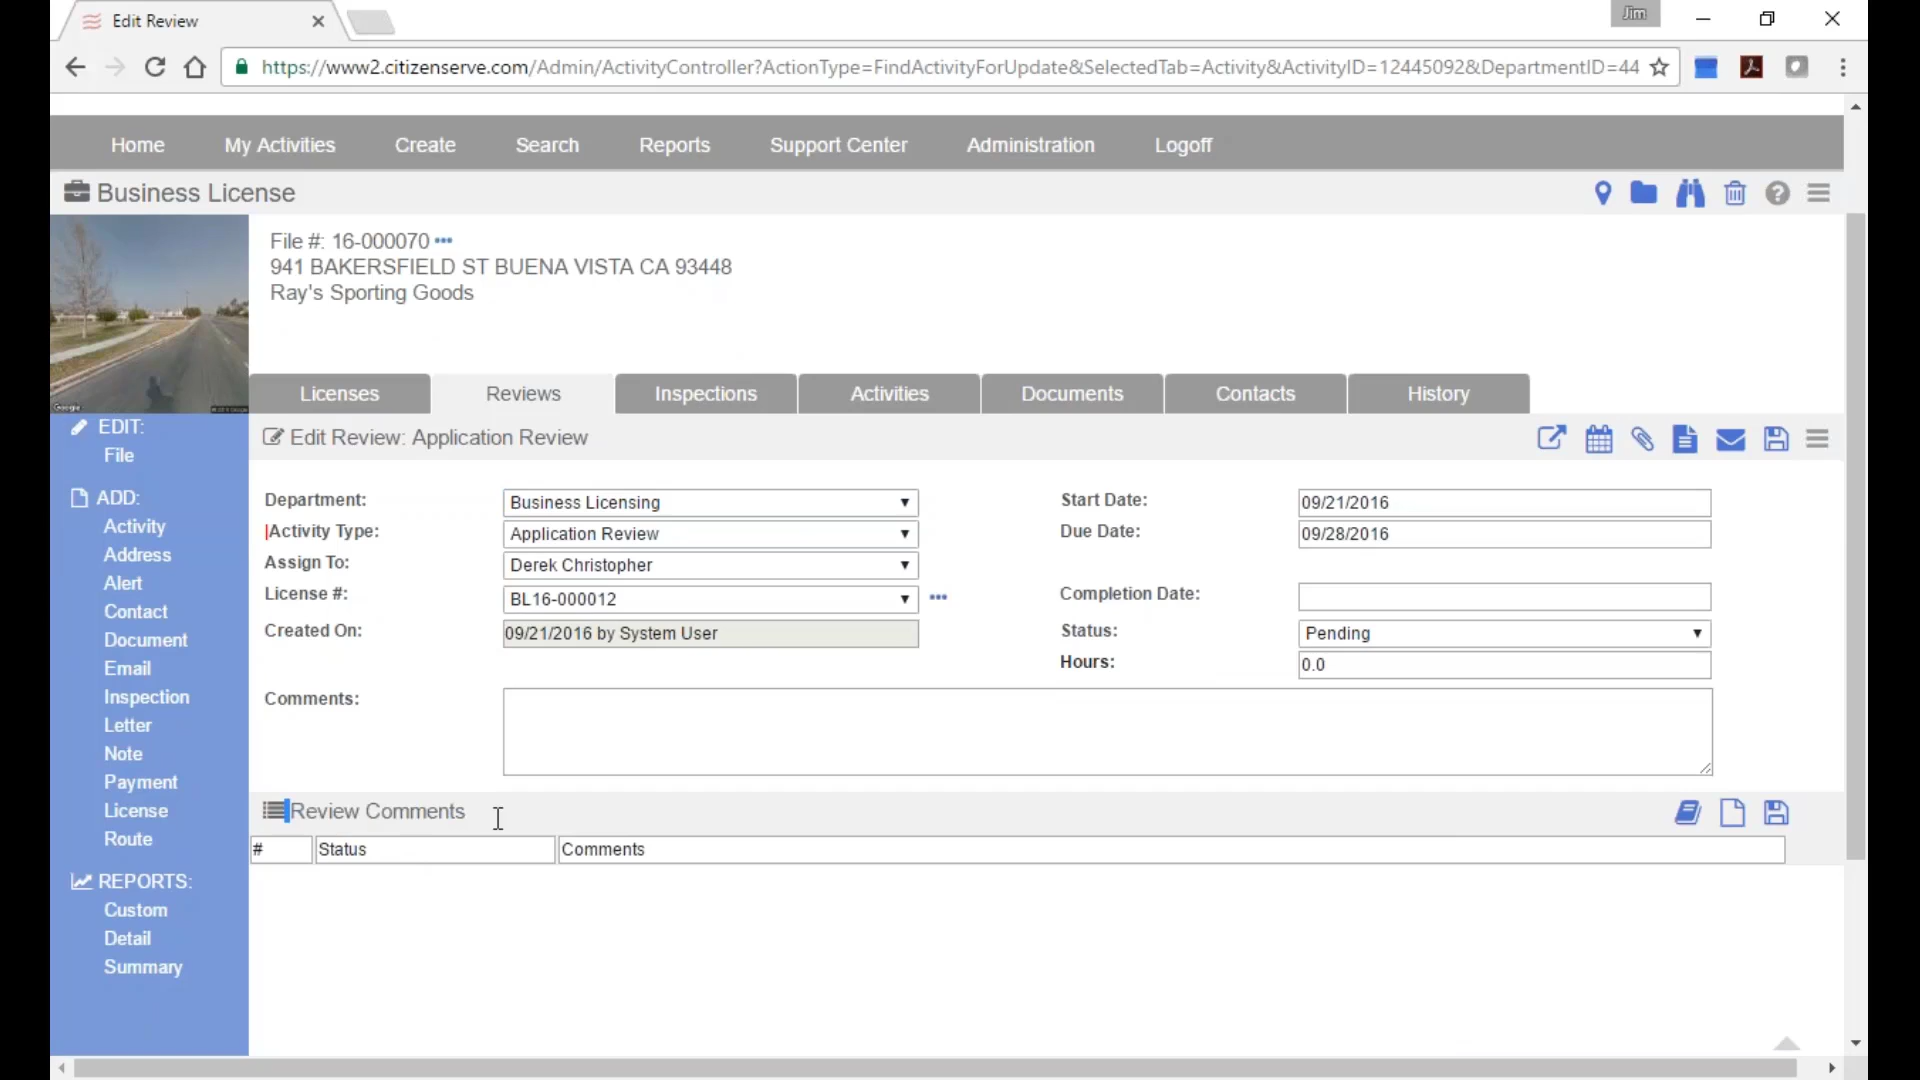 Edit Review
Jim
https://www2.citizenserve.com/Admin/ActivityController?ActionType=FindActivityForUpdate&SelectedTab=Activity&ActivityID=12445092&DepartmentID=44
Home My Activities Create Search Reports Support Center Administration Logoff
Business License
File #: 16-000070
941 BAKERSFIELD ST BUENA VISTA CA 93448
Ray's Sporting Goods
Google
Licenses Reviews Inspections Activities Documents Contacts History
EDIT:
File
ADD:
Activity
Address
Alert
Contact
Document
Email
Inspection
Letter
Note
Payment
License
Route
REPORTS:
Custom
Detail
Summary
Edit Review: Application Review
Department: Business Licensing Start Date: 09/21/2016
Activity Type: Application Review Due Date: 09/28/2016
Assign To: Derek Christopher
License #: BL16-000012 Completion Date:
Created On: 09/21/2016 by System User Status: Pending
Hours: 0.0
Comments:
Review Comments
# Status Comments